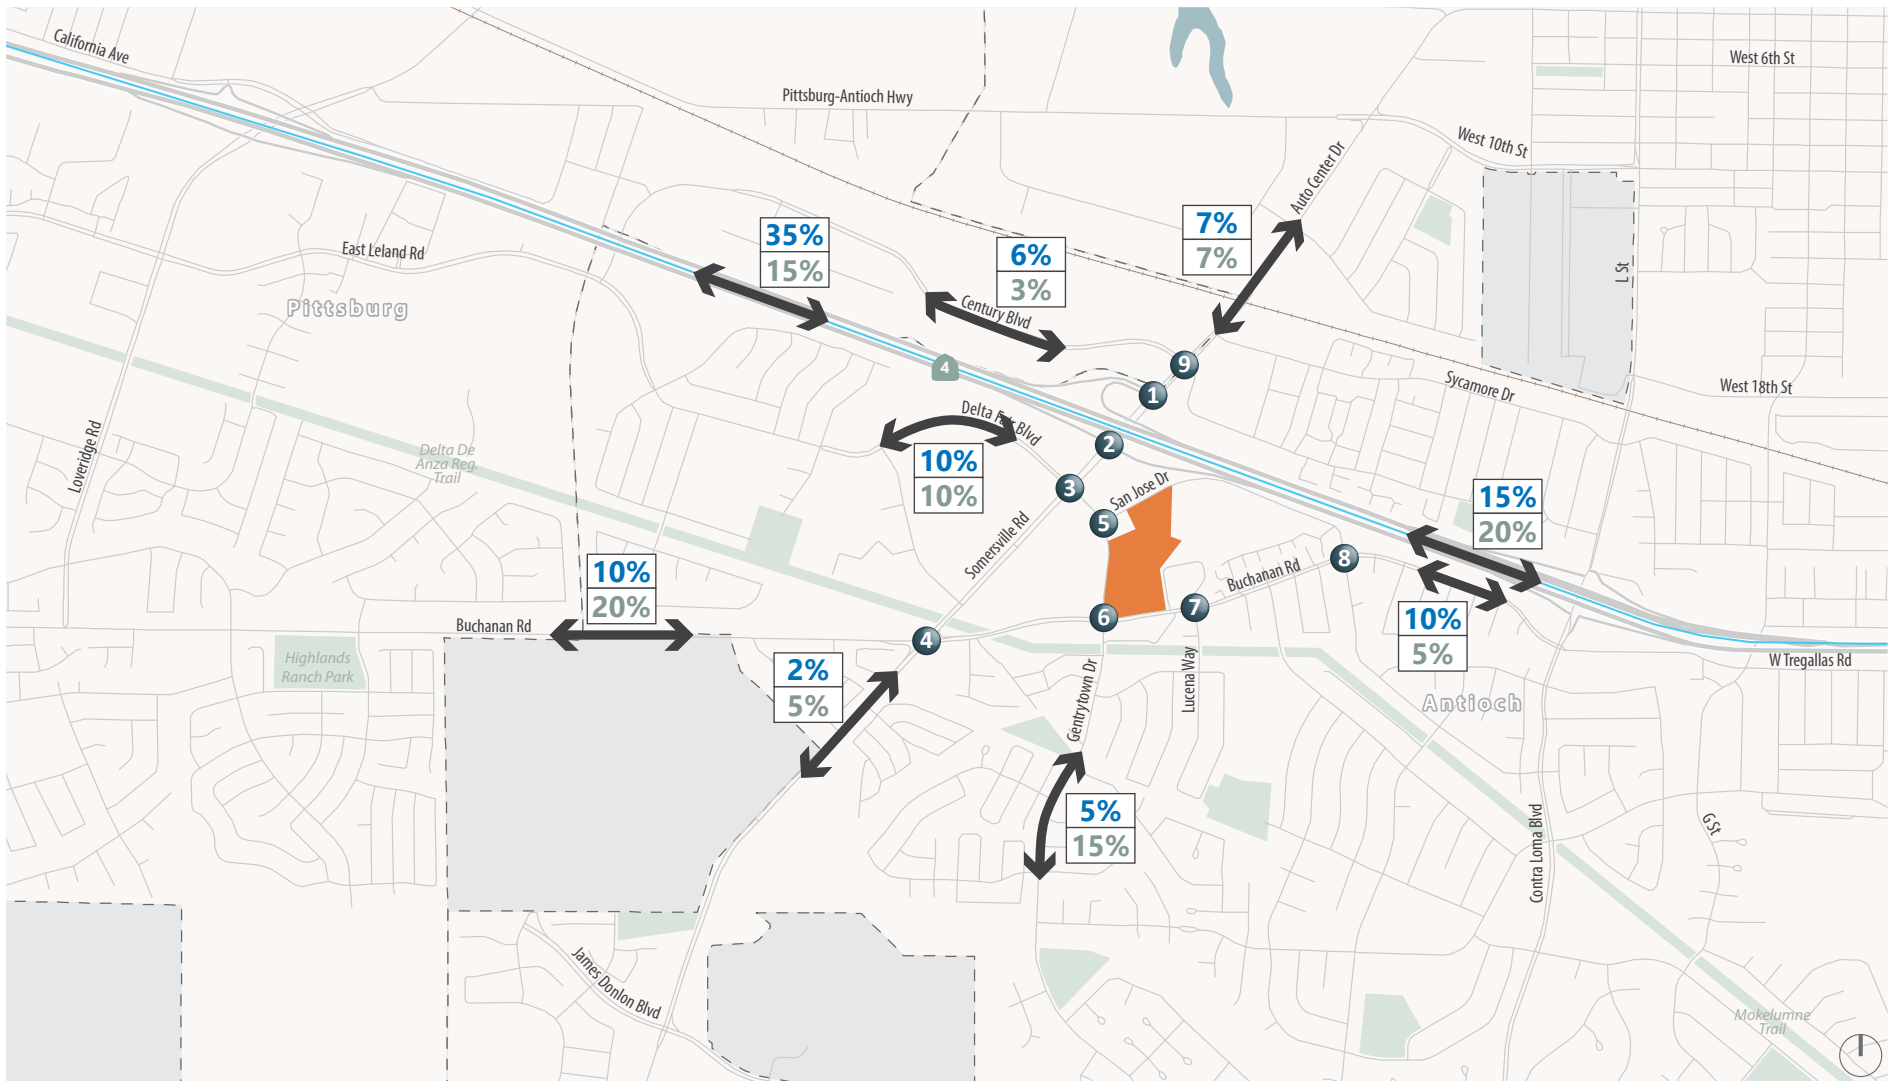 California Ave
West 6th St
Pittsburg-Antioch Hwy
West 10th St
Auto Center Dr
35%
15%
6%
3%
7%
7%
East Leland Rd
L St
Pittsburg
Century Blvd
4
9
1
Sycamore Dr
West 18th St
Delta Fair Blvd
Loveridge Rd
Delta De
Anza Reg.
Trail
10%
10%
2
3
San Jose Dr
5
15%
20%
Somersville Rd
8
Buchanan Rd
10%
20%
Buchanan Rd
6
7
10%
5%
4
Highlands
Ranch Park
2%
5%
Gentrytown Dr
Lucena Way
W Tregallas Rd
Antioch
5%
15%
Contra Loma Blvd
G St
James Donlon Blvd
Mokelumne
Trail